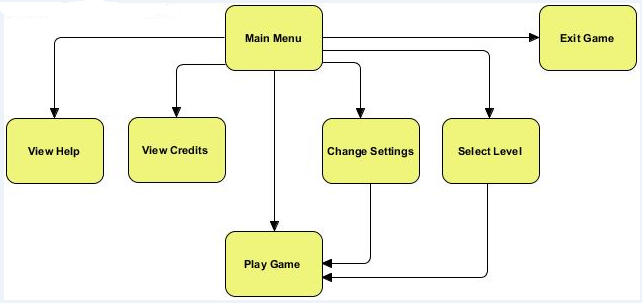 Main Menu
Exit Game
View Help
View Credits
Change Settings
Select Level
Play Game